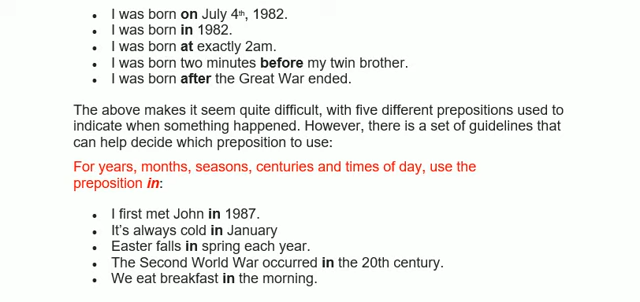 • I was born on July 4th, 1982.
• I was born in 1982.
• I was born at exactly 2am.
• I was born two minutes before my twin brother.
• I was born after the Great War ended.
The above makes it seem quite difficult, with five different prepositions used to
indicate when something happened. However, there is a set of guidelines that
can help decide which preposition to use:
For years, months, seasons, centuries and times of day, use the
preposition in:
• I first met John in 1987.
• It's always cold in January
• Easter falls in spring each year.
• The Second World War occurred in the 20th century.
• We eat breakfast in the morning.